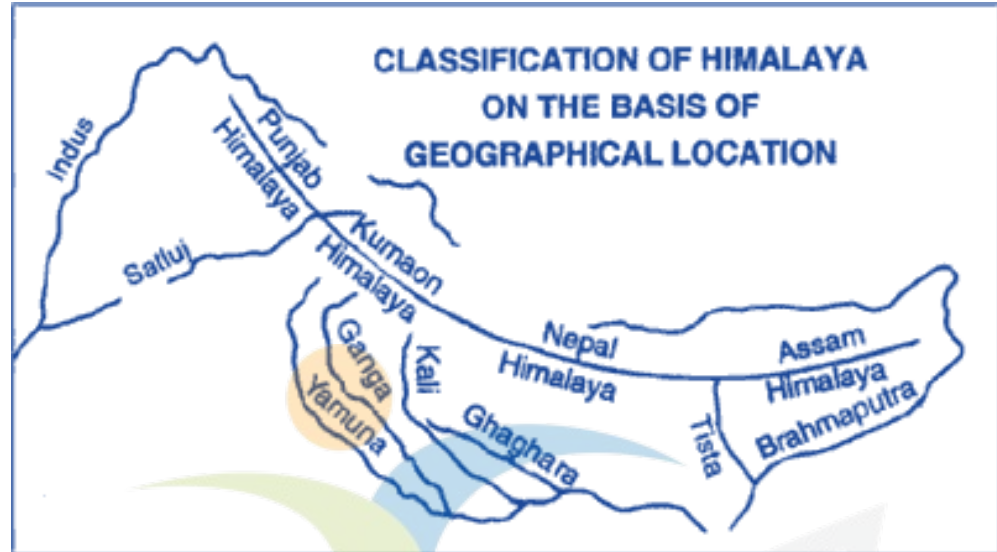 CLASSIFICATION OF HIMALAYA
ON THE BASIS OF
GEOGRAPHICAL LOCATION
Indus
Punjab
Himalaya
Satluj
Kumaon
Himalaya
Nepal
Himalaya
Assam
Himalaya
Ganga
Yamuna
Kali
Ghaghara
Tista
Brahmaputra